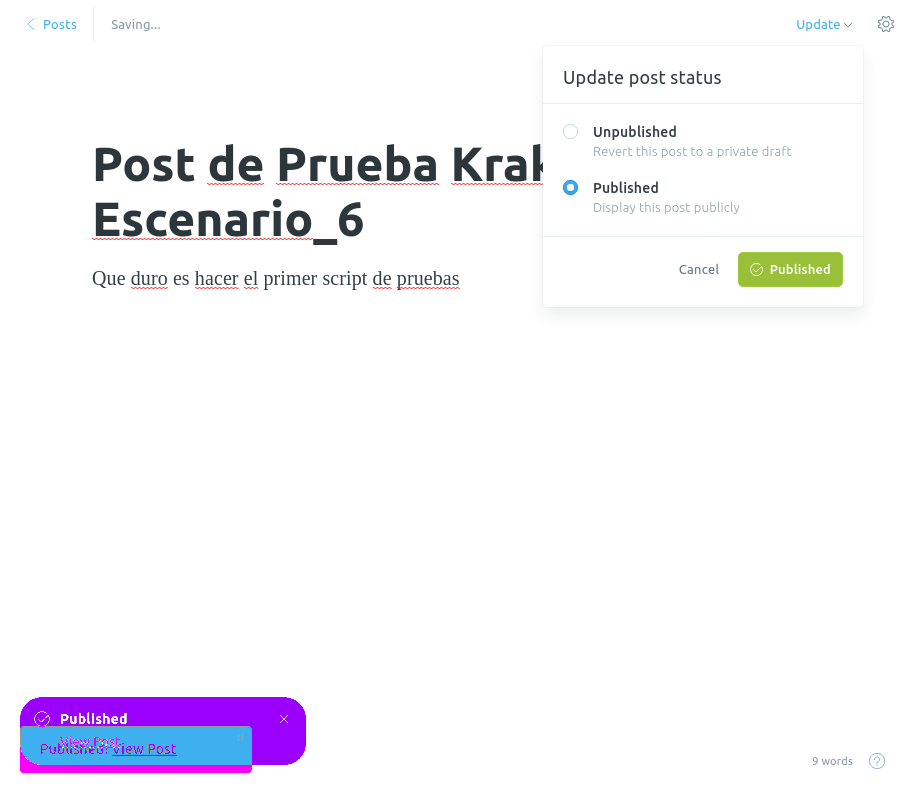 Posts
Saving...
Update
Update post status
Unpublished
Revert this post to a private draft
Published
Display this post publicly
Cancel
Published
Post de Prueba Krak
Escenario_6
Que duro es hacer el primer script de pruebas
Published
View Post
Published! View Post
9 words